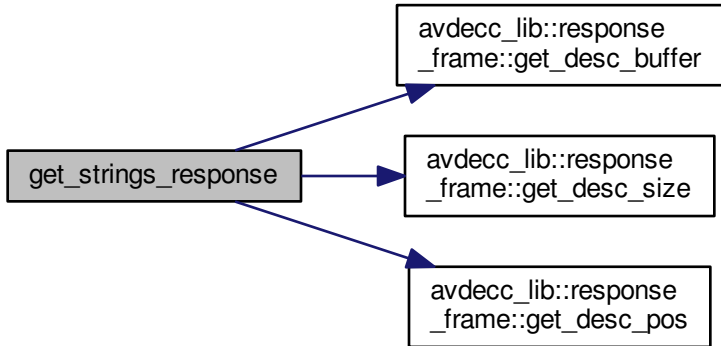 avdecc_lib::response
_frame::get_desc_buffer
get_strings_response
avdecc_lib::response
_frame::get_desc_size
avdecc_lib::response
_frame::get_desc_pos